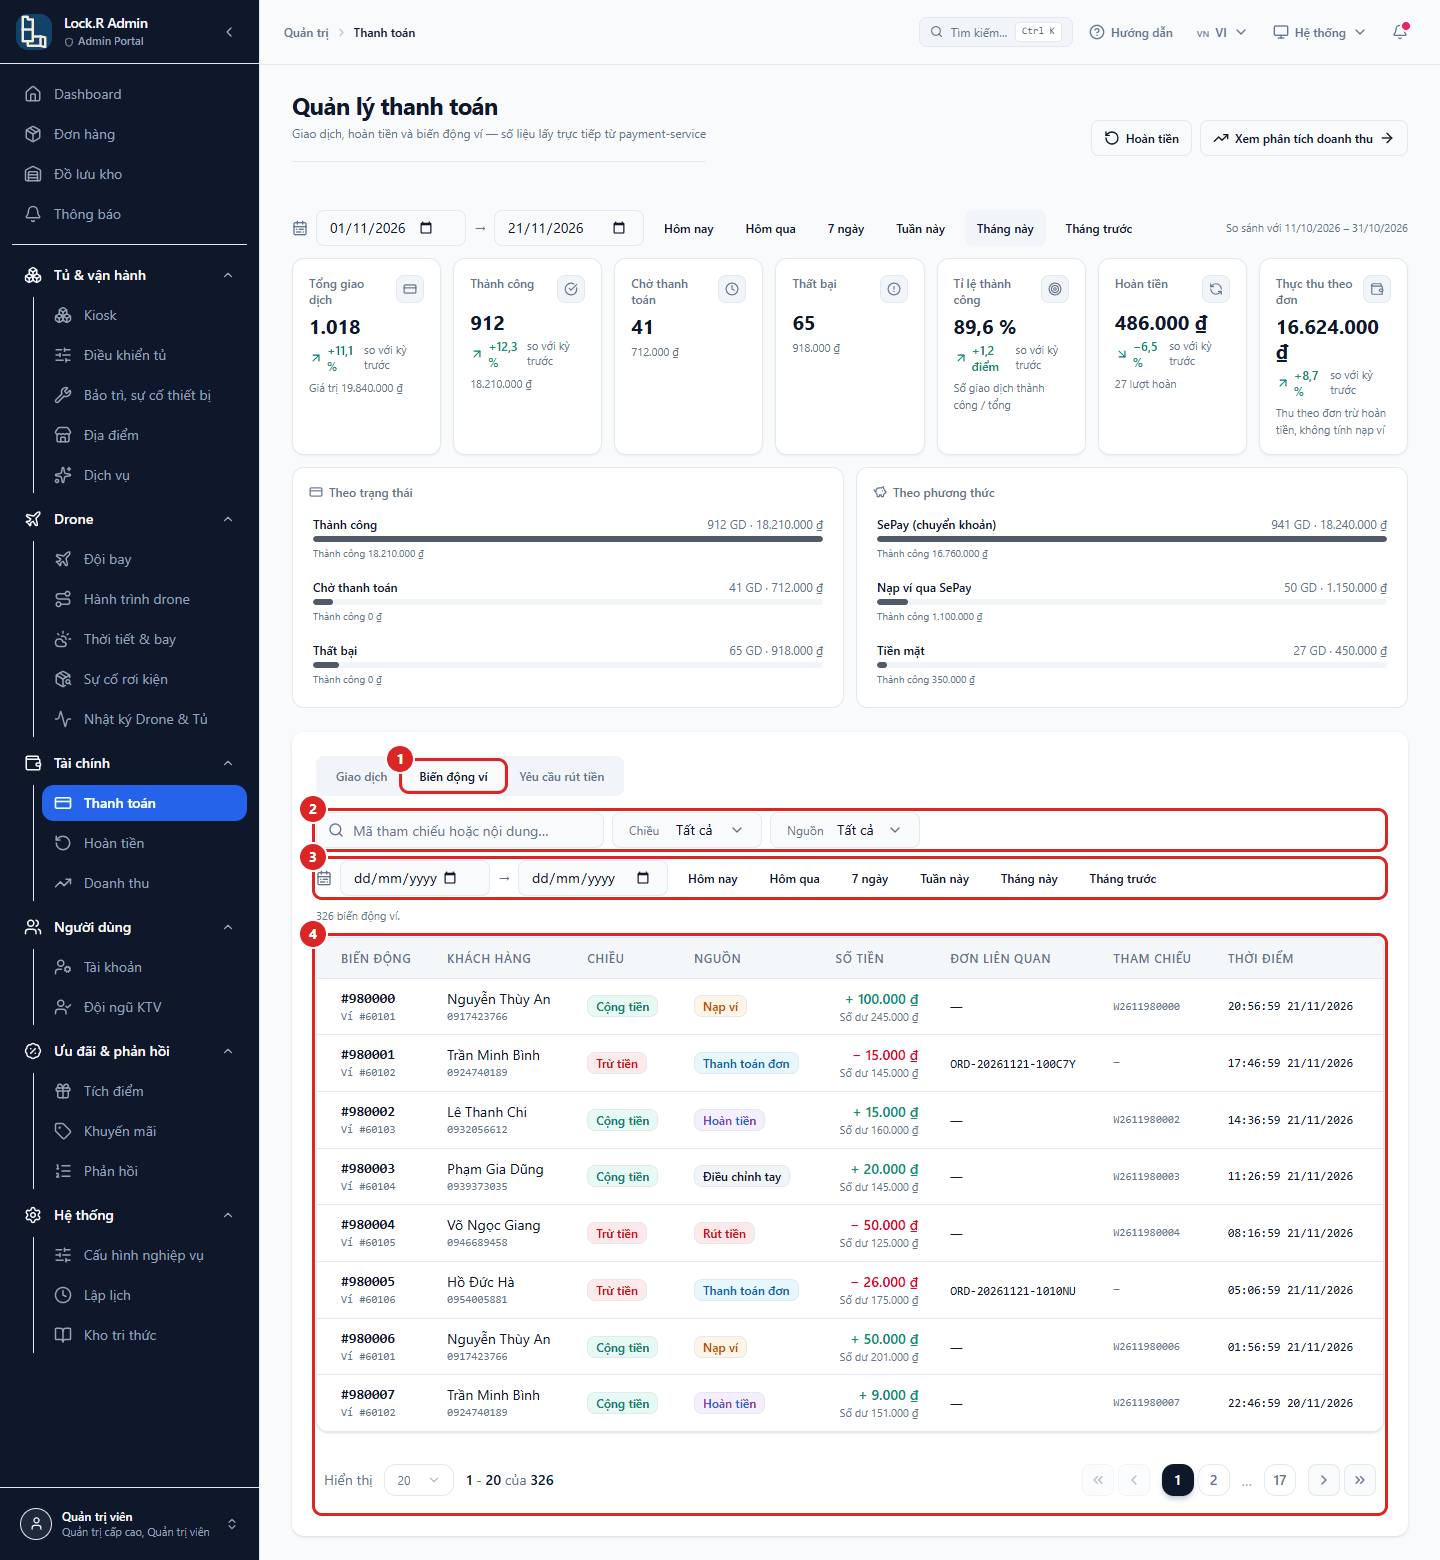 Lock.R Admin
Admin Portal
Dashboard
Đơn hàng
Đồ lưu kho
Thông báo
Tủ & vận hành
Kiosk
Điều khiển tủ
Bảo trì, sự cố thiết bị
Địa điểm
Dịch vụ
Drone
Đội bay
Hành trình drone
Thời tiết & bay
Sự cố rơi kiện
Nhật ký Drone & Tủ
Tài chính
Thanh toán
Hoàn tiền
Doanh thu
Người dùng
Tài khoản
Đội ngũ KTV
Ưu đãi & phản hồi
Tích điểm
Khuyến mãi
Phản hồi
Hệ thống
Cấu hình nghiệp vụ
Lập lịch
Kho tri thức
Quản trị viên
Quản trị cấp cao, Quản trị viên
Quản trị > Thanh toán
Tìm kiếm... Ctrl K
Hướng dẫn
VN VI
Hệ thống
Quản lý thanh toán
Giao dịch, hoàn tiền và biến động ví — số liệu lấy trực tiếp từ payment-service
Hoàn tiền
Xem phân tích doanh thu →
01/11/2026 → 21/11/2026 Hôm nay Hôm qua 7 ngày Tuần này Tháng này Tháng trước
So sánh với 11/10/2026 – 31/10/2026
Tổng giao dịch
1.018
+11,1 % so với kỳ trước
Giá trị 19.840.000 ₫
Thành công
912
+12,3 % so với kỳ trước
18.210.000 ₫
Chờ thanh toán
41
712.000 ₫
Thất bại
65
918.000 ₫
Tỉ lệ thành công
89,6 %
+1,2 điểm so với kỳ trước
Số giao dịch thành công / tổng
Hoàn tiền
486.000 ₫
−6,5 % so với kỳ trước
27 lượt hoàn
Thực thu theo đơn
16.624.000 ₫
+8,7 % so với kỳ trước
Thu theo đơn trừ hoàn tiền, không tính nạp ví
Theo trạng thái
Thành công 912 GD · 18.210.000 ₫
Thành công 18.210.000 ₫
Chờ thanh toán 41 GD · 712.000 ₫
Thành công 0 ₫
Thất bại 65 GD · 918.000 ₫
Thành công 0 ₫
Theo phương thức
SePay (chuyển khoản) 941 GD · 18.240.000 ₫
Thành công 16.760.000 ₫
Nạp ví qua SePay 50 GD · 1.150.000 ₫
Thành công 1.100.000 ₫
Tiền mặt 27 GD · 450.000 ₫
Thành công 350.000 ₫
1
Giao dịch Biến động ví Yêu cầu rút tiền
2
Mã tham chiếu hoặc nội dung... Chiều Tất cả Nguồn Tất cả
3
dd/mm/yyyy → dd/mm/yyyy Hôm nay Hôm qua 7 ngày Tuần này Tháng này Tháng trước
326 biến động ví.
4
BIẾN ĐỘNG KHÁCH HÀNG CHIỀU NGUỒN SỐ TIỀN ĐƠN LIÊN QUAN THAM CHIẾU THỜI ĐIỂM
#980000 Nguyễn Thùy An Cộng tiền Nạp ví + 100.000 ₫ — W2611980000 20:56:59 21/11/2026
Ví #60101 0917423766 Số dư 245.000 ₫
#980001 Trần Minh Bình Trừ tiền Thanh toán đơn − 15.000 ₫ ORD-20261121-100C7Y — 17:46:59 21/11/2026
Ví #60102 0924740189 Số dư 145.000 ₫
#980002 Lê Thanh Chi Cộng tiền Hoàn tiền + 15.000 ₫ — W2611980002 14:36:59 21/11/2026
Ví #60103 0932056612 Số dư 160.000 ₫
#980003 Phạm Gia Dũng Cộng tiền Điều chỉnh tay + 20.000 ₫ — W2611980003 11:26:59 21/11/2026
Ví #60104 0939373035 Số dư 145.000 ₫
#980004 Võ Ngọc Giang Trừ tiền Rút tiền − 50.000 ₫ — W2611980004 08:16:59 21/11/2026
Ví #60105 0946689458 Số dư 125.000 ₫
#980005 Hồ Đức Hà Trừ tiền Thanh toán đơn − 26.000 ₫ ORD-20261121-1010NU — 05:06:59 21/11/2026
Ví #60106 0954005881 Số dư 175.000 ₫
#980006 Nguyễn Thùy An Cộng tiền Nạp ví + 50.000 ₫ — W2611980006 01:56:59 21/11/2026
Ví #60101 0917423766 Số dư 201.000 ₫
#980007 Trần Minh Bình Cộng tiền Hoàn tiền + 9.000 ₫ — W2611980007 22:46:59 20/11/2026
Ví #60102 0924740189 Số dư 151.000 ₫
Hiển thị 20 1 - 20 của 326
« ‹ 1 2 ... 17 › »